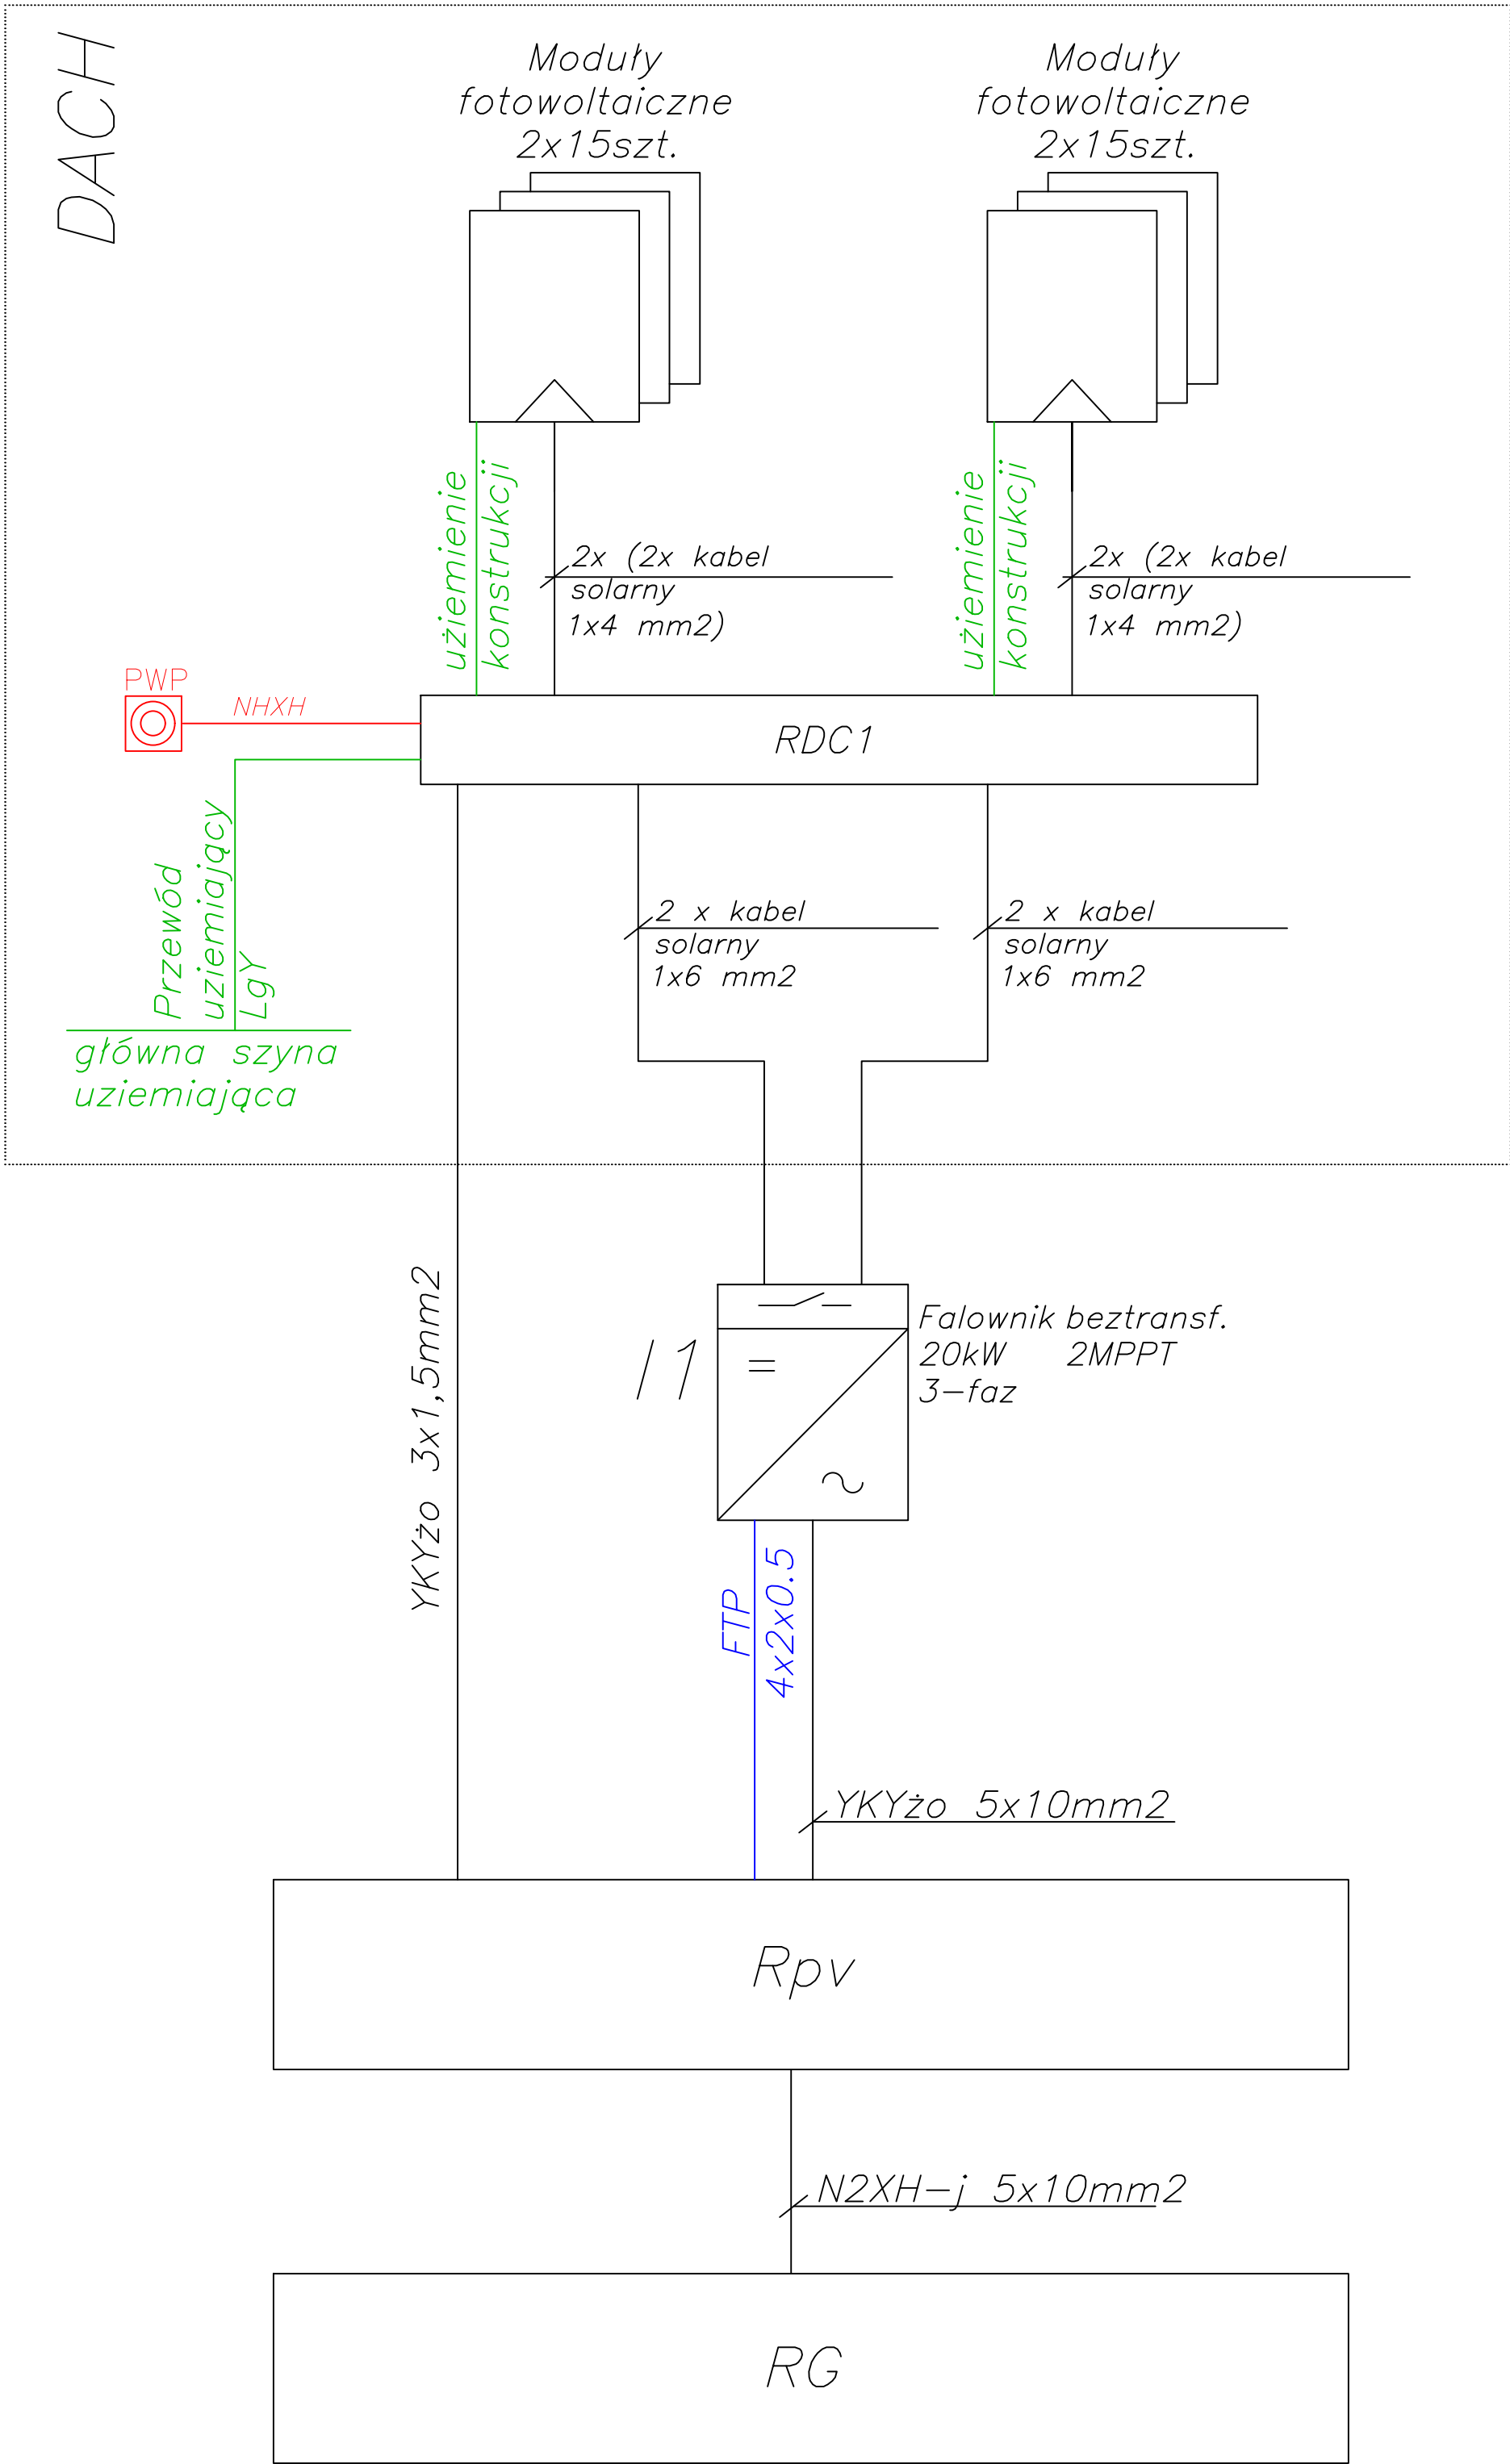 DACH
Moduły
fotowoltaiczne
2x15szt.
Moduły
fotowoltaiczne
2x15szt.
użiemienie
konstrukcji
2x (2x kabel
solarny
1x4 mm2)
użiemienie
konstrukcji
2x (2x kabel
solarny
1x4 mm2)
PWP
NHXH
RDC1
Przewód
uziemiający
LgY
główna szyna
uziemiająca
2 x kabel
solarny
1x6 mm2
2 x kabel
solarny
1x6 mm2
YKYżo 3x1,5mm2
I1
=
~
Falownik beztransf.
20kW 2MPPT
3-faz
FTP
4x2x0.5
YKYżo 5x10mm2
Rpv
N2XH-j 5x10mm2
RG